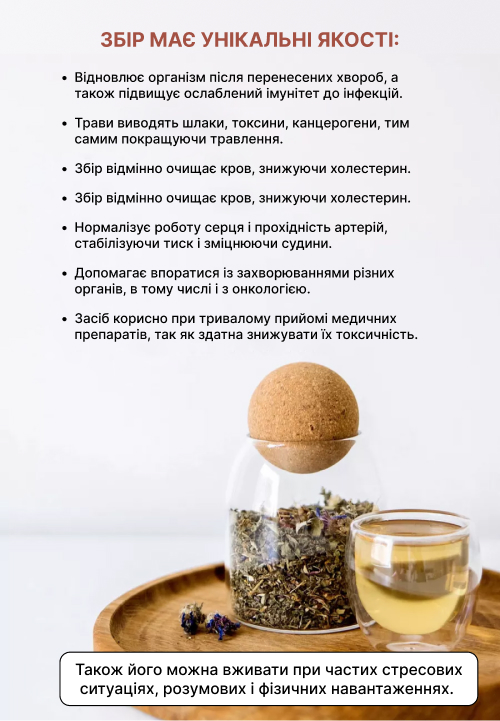 ЗБІР МАЄ УНІКАЛЬНІ ЯКОСТІ:
• Відновлює організм після перенесених хвороб, а
також підвищує ослаблений імунітет до інфекцій.
• Трави виводять шлаки, токсини, канцерогени, тим
самим покращуючи травлення.
• Збір відмінно очищає кров, знижуючи холестерин.
• Збір відмінно очищає кров, знижуючи холестерин.
• Нормалізує роботу серця і прохідність артерій,
стабілізуючи тиск і зміцнюючи судини.
• Допомагає впоратися із захворюваннями різних
органів, в тому числі і з онкологією.
• Засіб корисно при тривалому прийомі медичних
препаратів, так як здатна знижувати їх токсичність.
Також його можна вживати при частих стресових
ситуаціях, розумових і фізичних навантаженнях.